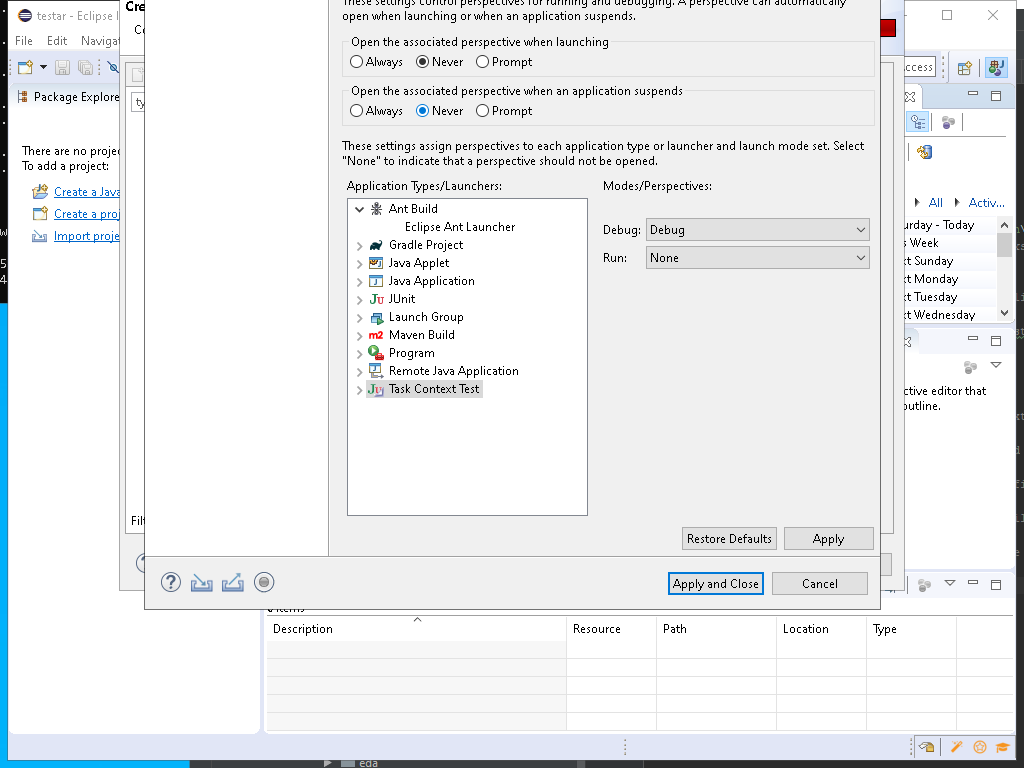 testar - Eclipse I
Cre
File Edit Navigat
These settings control perspectives for running and debugging. A perspective can automatically
open when launching or when an application suspends.
Open the associated perspective when launching
Always Never Prompt
Open the associated perspective when an application suspends
Always Never Prompt
These settings assign perspectives to each application type or launcher and launch mode set. Select
"None" to indicate that a perspective should not be opened.
Application Types/Launchers:
Modes/Perspectives:
Ant Build
Eclipse Ant Launcher
Gradle Project
Java Applet
Java Application
JUnit
Launch Group
Maven Build
Program
Remote Java Application
Task Context Test
Debug: Debug
Run: None
Restore Defaults Apply
Apply and Close Cancel
Package Explore
There are no proje
To add a project:
Create a Java
Create a proj
Import proje
ty
Filt
ccess
All Activ...
urday - Today
s Week
xt Sunday
xt Monday
xt Tuesday
xt Wednesday
ctive editor that
outline.
0 items
Description Resource Path Location Type
eda